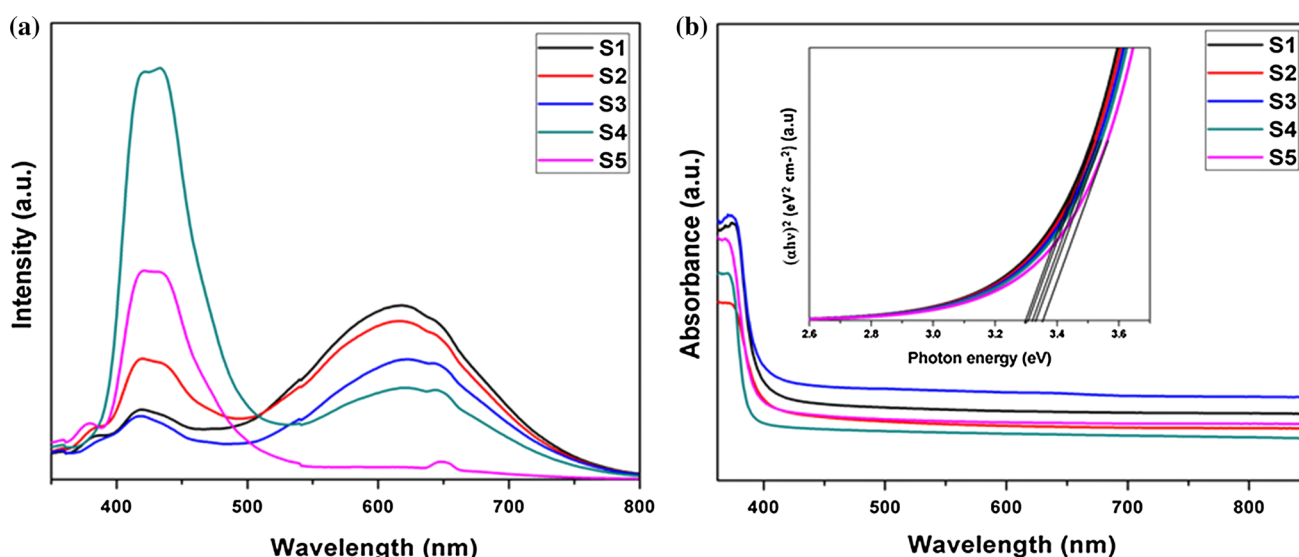 (a)
S1
S2
S3
S4
S5
Intensity (a.u.)
400
500
600
700
800
Wavelength (nm)
(b)
S1
S2
S3
S4
S5
Absorbance (a.u.)
(αhν)² (eV² cm-²) (a.u)
2.6
2.8
3.0
3.2
3.4
3.6
Photon energy (eV)
400
500
600
700
800
Wavelength (nm)